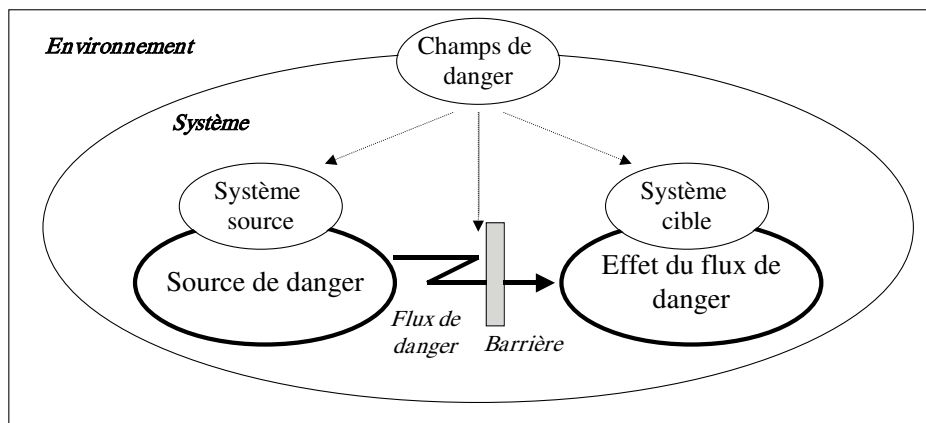 Environnement
Champs de
danger
Système
Système
source
Système
cible
Source de danger
Effet du flux de
danger
Flux de
danger
Barrière